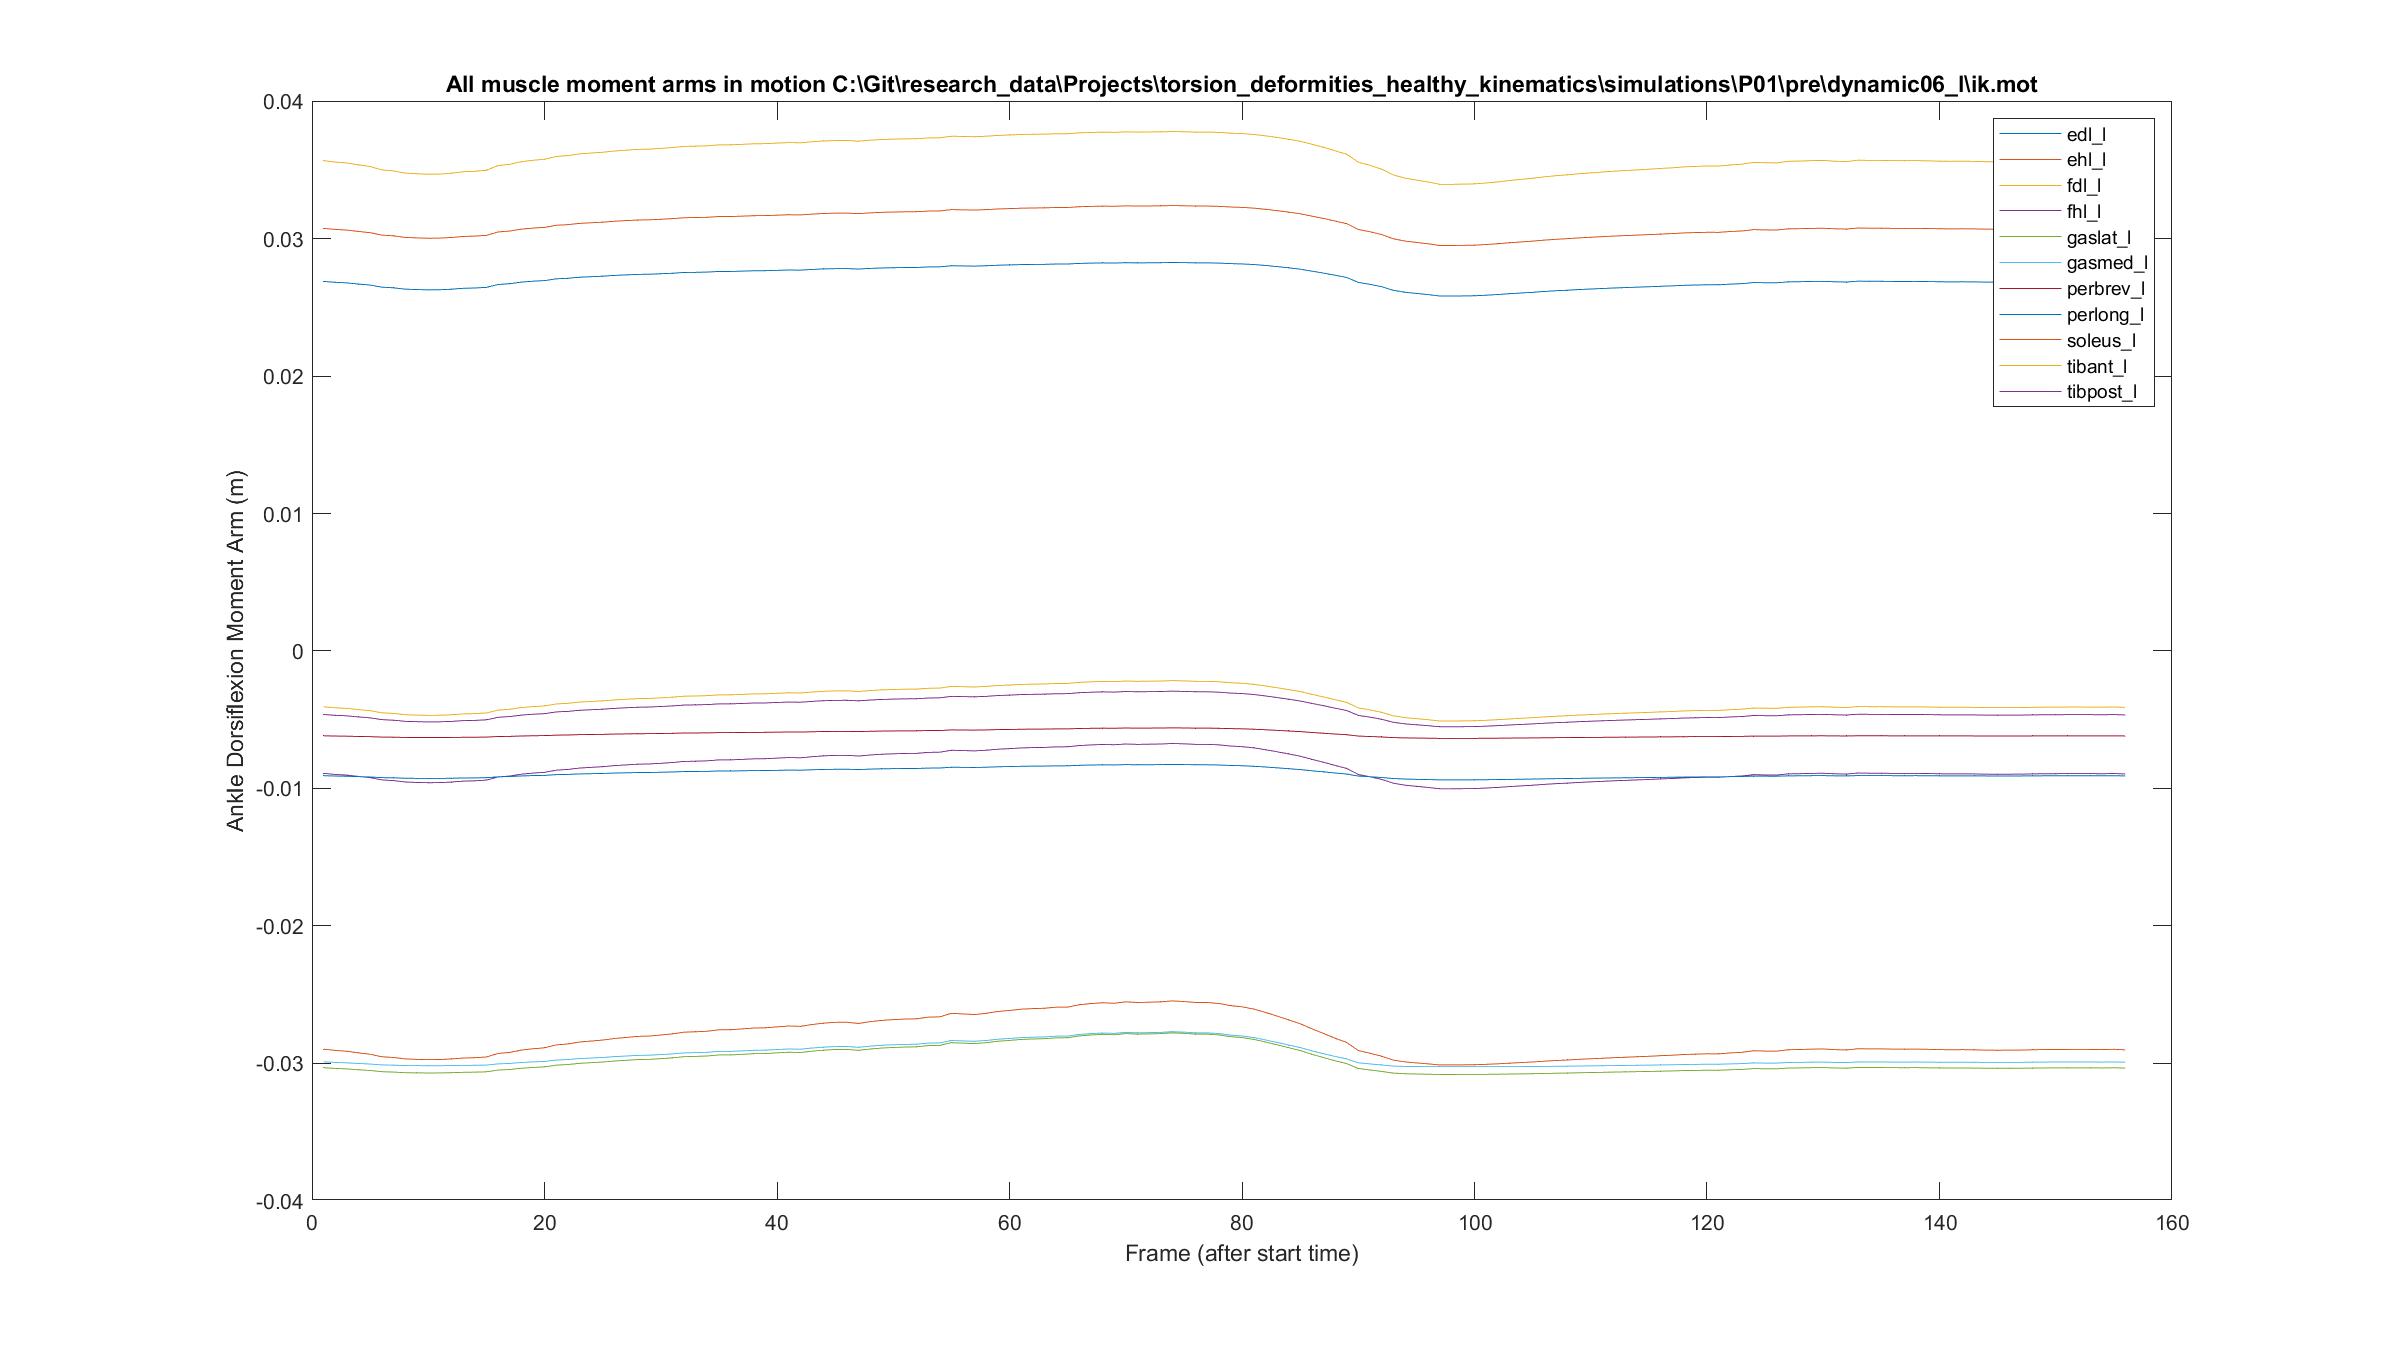 All muscle moment arms in motion C:\Git\research_data\Projects\torsion_deformities_healthy_kinematics\simulations\P01\pre\dynamic06_l\ik.mot
0.04
0.03
0.02
0.01
0
-0.01
-0.02
-0.03
-0.04
Ankle Dorsiflexion Moment Arm (m)
edl_l
ehl_l
fdl_l
fhl_l
gaslat_l
gasmed_l
perbrev_l
perlong_l
soleus_l
tibant_l
tibpost_l
0 20 40 60 80 100 120 140 160
Frame (after start time)